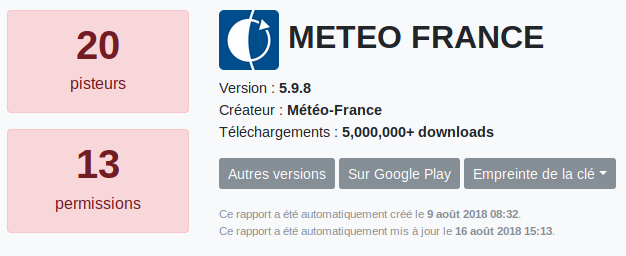 20
pisteurs
13
permissions
METEO FRANCE
Version : 5.9.8
Créateur : Météo-France
Téléchargements : 5,000,000+ downloads
Autres versions
Sur Google Play
Empreinte de la clé
Ce rapport a été automatiquement créé le 9 août 2018 08:32.
Ce rapport a été automatiquement mis à jour le 16 août 2018 15:13.